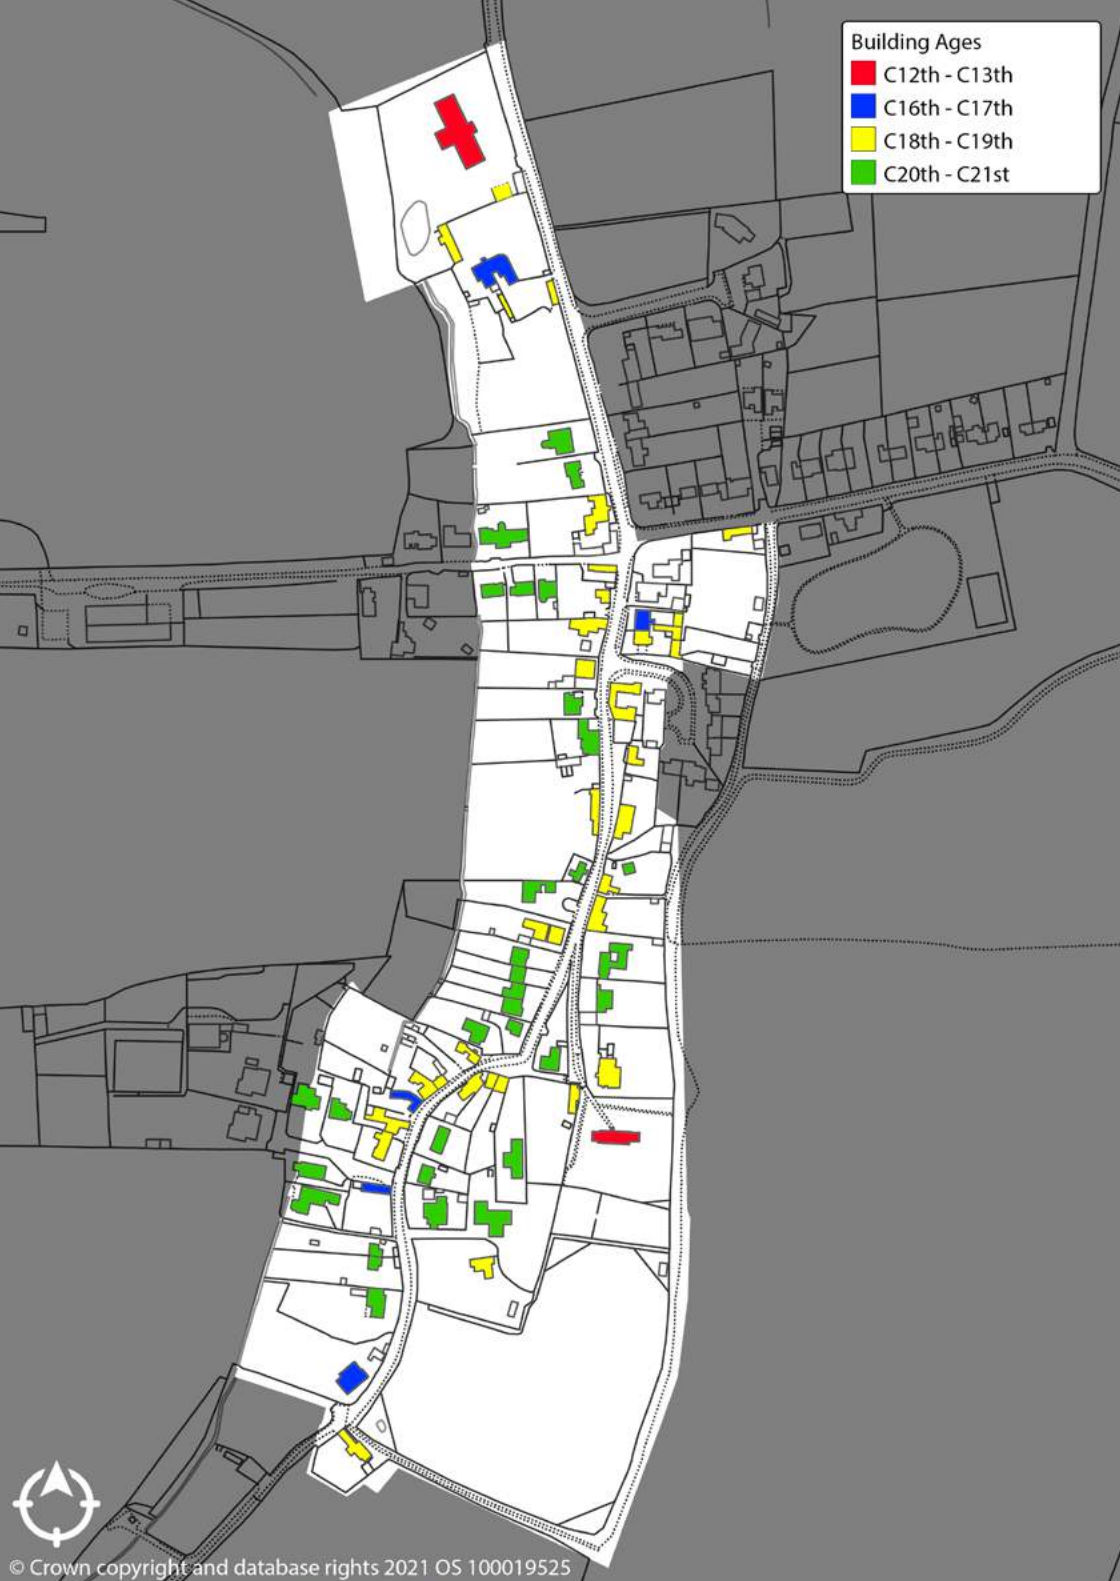 Building Ages
C12th - C13th
C16th - C17th
C18th - C19th
C20th - C21st
© Crown copyright and database rights 2021 OS 100019525